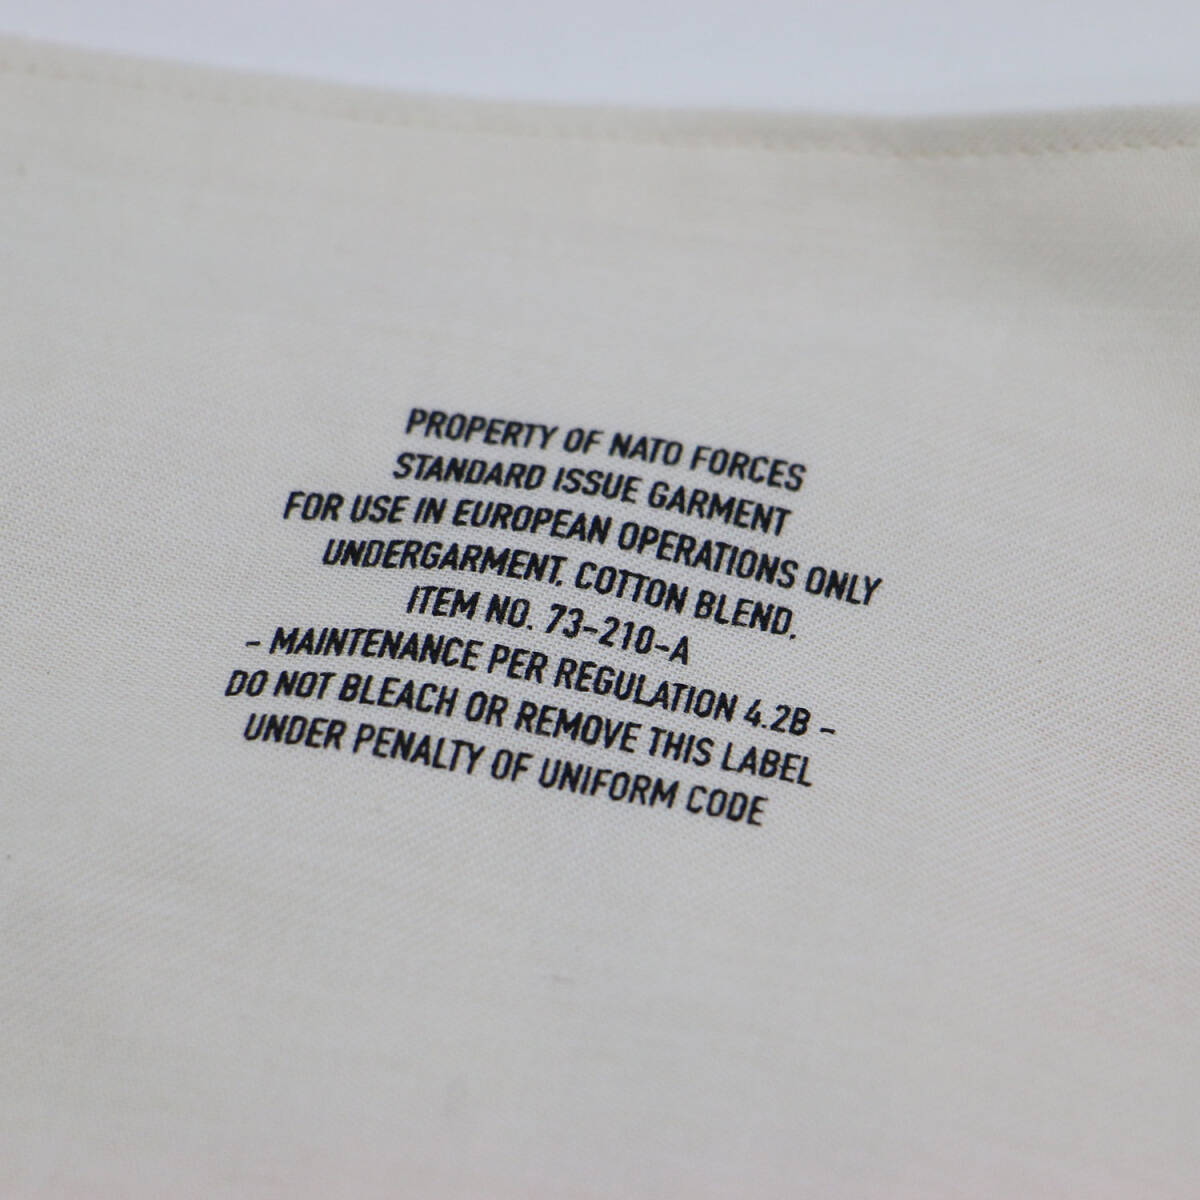 PROPERTY OF NATO FORCES
STANDARD ISSUE GARMENT
FOR USE IN EUROPEAN OPERATIONS ONLY
UNDERGARMENT, COTTON BLEND.
ITEM NO. 73-210-A
- MAINTENANCE PER REGULATION 4.2B -
DO NOT BLEACH OR REMOVE THIS LABEL
UNDER PENALTY OF UNIFORM CODE